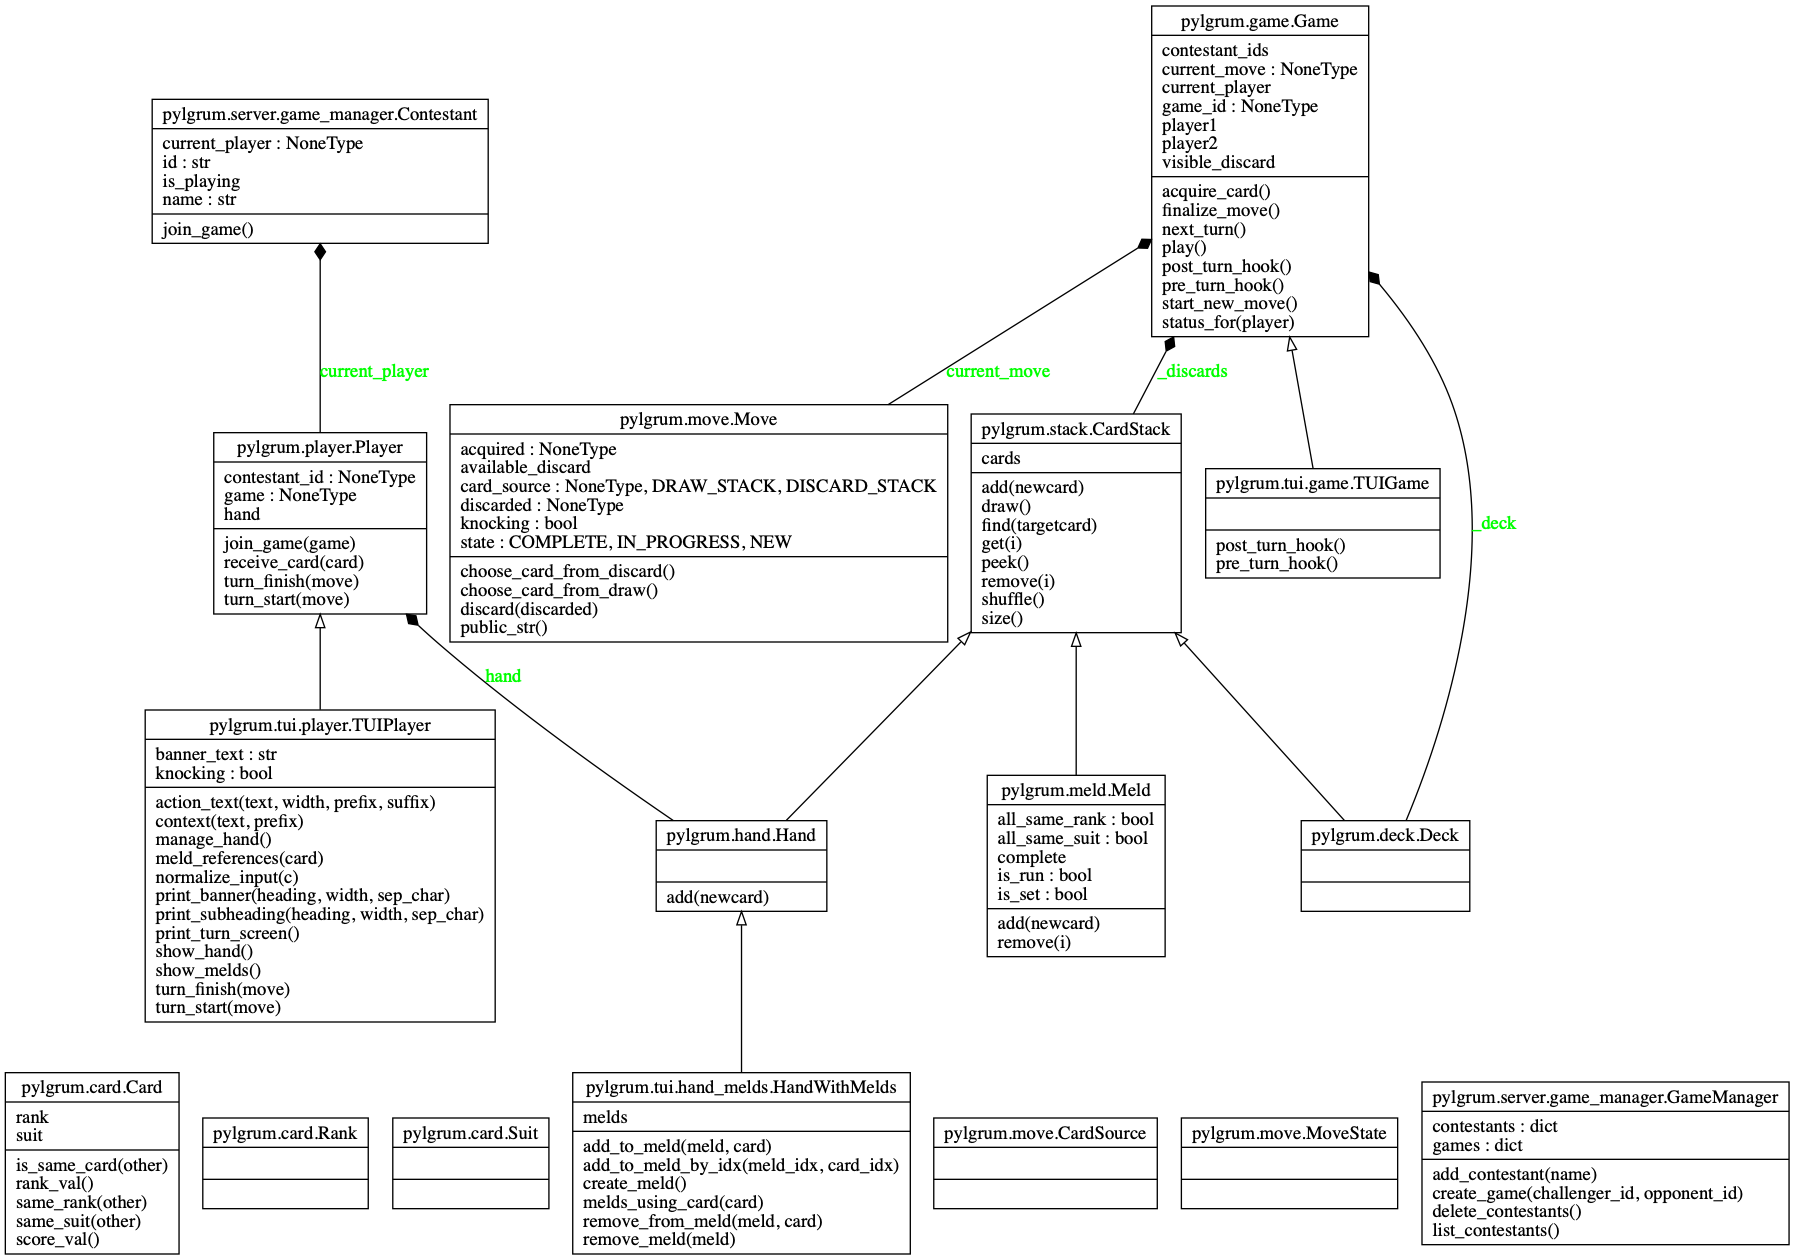 pylgrum.game.Game
contestant_ids
current_move : NoneType
current_player
game_id : NoneType
player1
player2
visible_discard
acquire_card()
finalize_move()
next_turn()
play()
post_turn_hook()
pre_turn_hook()
start_new_move()
status_for(player)
pylgrum.server.game_manager.Contestant
current_player : NoneType
id : str
is_playing
name : str
join_game()
current_player
current_move
_discards
_deck
pylgrum.player.Player
contestant_id : NoneType
game : NoneType
hand
join_game(game)
receive_card(card)
turn_finish(move)
turn_start(move)
pylgrum.move.Move
acquired : NoneType
available_discard
card_source : NoneType, DRAW_STACK, DISCARD_STACK
discarded : NoneType
knocking : bool
state : COMPLETE, IN_PROGRESS, NEW
choose_card_from_discard()
choose_card_from_draw()
discard(discarded)
public_str()
pylgrum.stack.CardStack
cards
add(newcard)
draw()
find(targetcard)
get(i)
peek()
remove(i)
shuffle()
size()
pylgrum.tui.game.TUIGame
post_turn_hook()
pre_turn_hook()
hand
pylgrum.tui.player.TUIPlayer
banner_text : str
knocking : bool
action_text(text, width, prefix, suffix)
context(text, prefix)
manage_hand()
meld_references(card)
normalize_input(c)
print_banner(heading, width, sep_char)
print_subheading(heading, width, sep_char)
print_turn_screen()
show_hand()
show_melds()
turn_finish(move)
turn_start(move)
pylgrum.hand.Hand
add(newcard)
pylgrum.meld.Meld
all_same_rank : bool
all_same_suit : bool
complete
is_run : bool
is_set : bool
add(newcard)
remove(i)
pylgrum.deck.Deck
pylgrum.card.Card
rank
suit
is_same_card(other)
rank_val()
same_rank(other)
same_suit(other)
score_val()
pylgrum.card.Rank
pylgrum.card.Suit
pylgrum.tui.hand_melds.HandWithMelds
melds
add_to_meld(meld, card)
add_to_meld_by_idx(meld_idx, card_idx)
create_meld()
melds_using_card(card)
remove_from_meld(meld, card)
remove_meld(meld)
pylgrum.move.CardSource
pylgrum.move.MoveState
pylgrum.server.game_manager.GameManager
contestants : dict
games : dict
add_contestant(name)
create_game(challenger_id, opponent_id)
delete_contestants()
list_contestants()